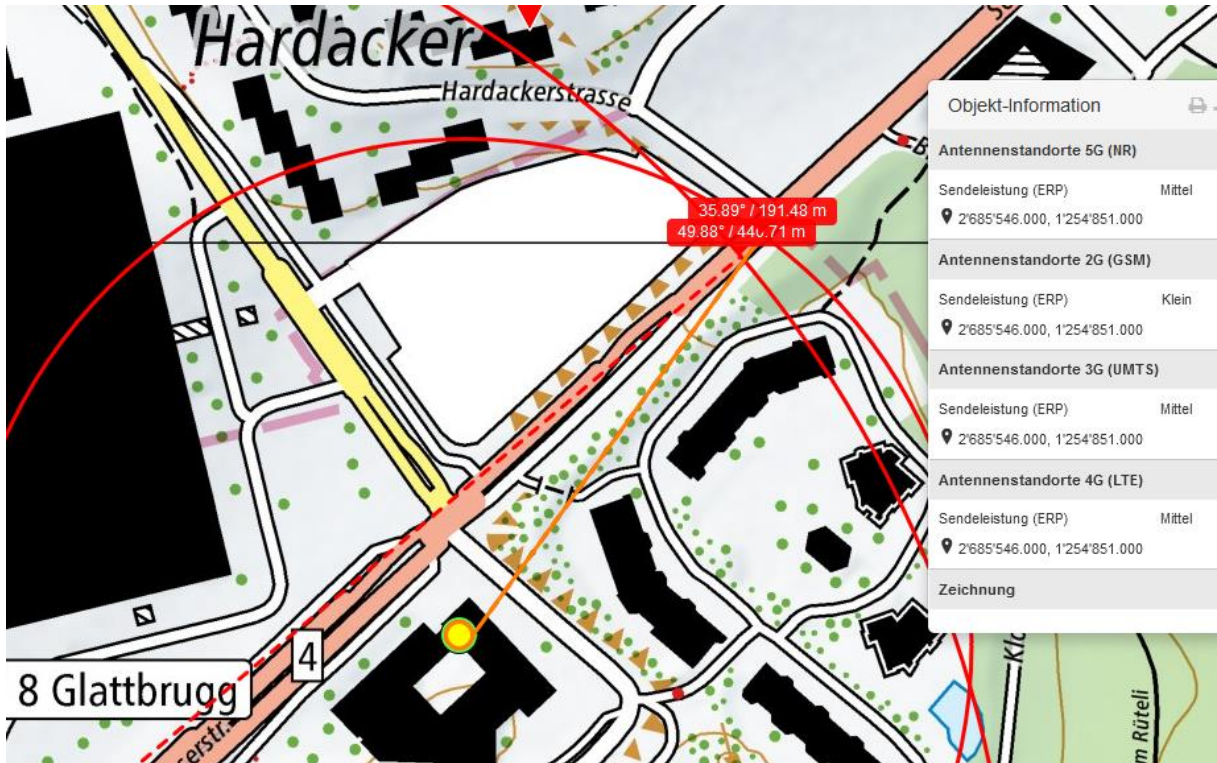 Hardacker
Hardackerstrasse
35.89° / 191.48 m
49.88° / 440.71 m
4
8 Glattbrugg
serstr.
m Rüteli
Objekt-Information
Antennenstandorte 5G (NR)
Sendeleistung (ERP) Mittel
2'685'546.000, 1'254'851.000
Antennenstandorte 2G (GSM)
Sendeleistung (ERP) Klein
2'685'546.000, 1'254'851.000
Antennenstandorte 3G (UMTS)
Sendeleistung (ERP) Mittel
2'685'546.000, 1'254'851.000
Antennenstandorte 4G (LTE)
Sendeleistung (ERP) Mittel
2'685'546.000, 1'254'851.000
Zeichnung